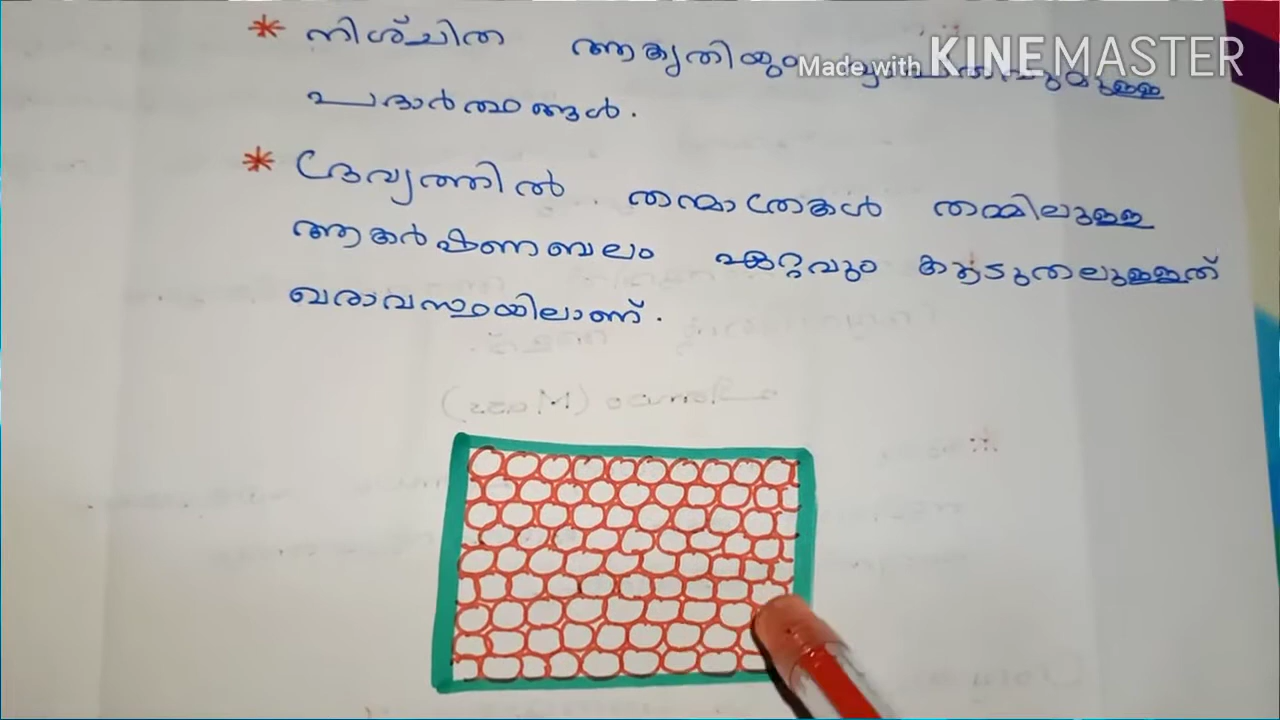 * നിശ്ചിത ആകൃതിയും
Made with KINEMASTER
പദാർത്ഥങ്ങൾ.
* ദ്രവ്യത്തിൽ തന്മാത്രകൾ തമ്മിലുള്ള
ആകർഷണബലം ഏറ്റവും കൂടുതലുള്ളത്
ഖരാവസ്ഥയിലാണ്.
(Mass)